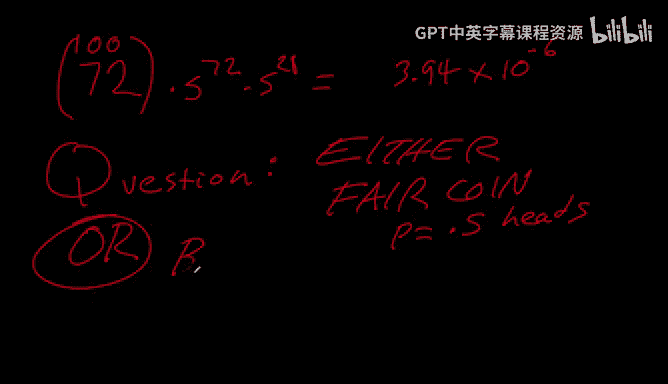 GPT中英字幕课程资源 bilibili
(100 72) .5^72 .5^28 = 3.94 x 10^-6
Question: EITHER
FAIR COIN
p = .5 heads
OR B